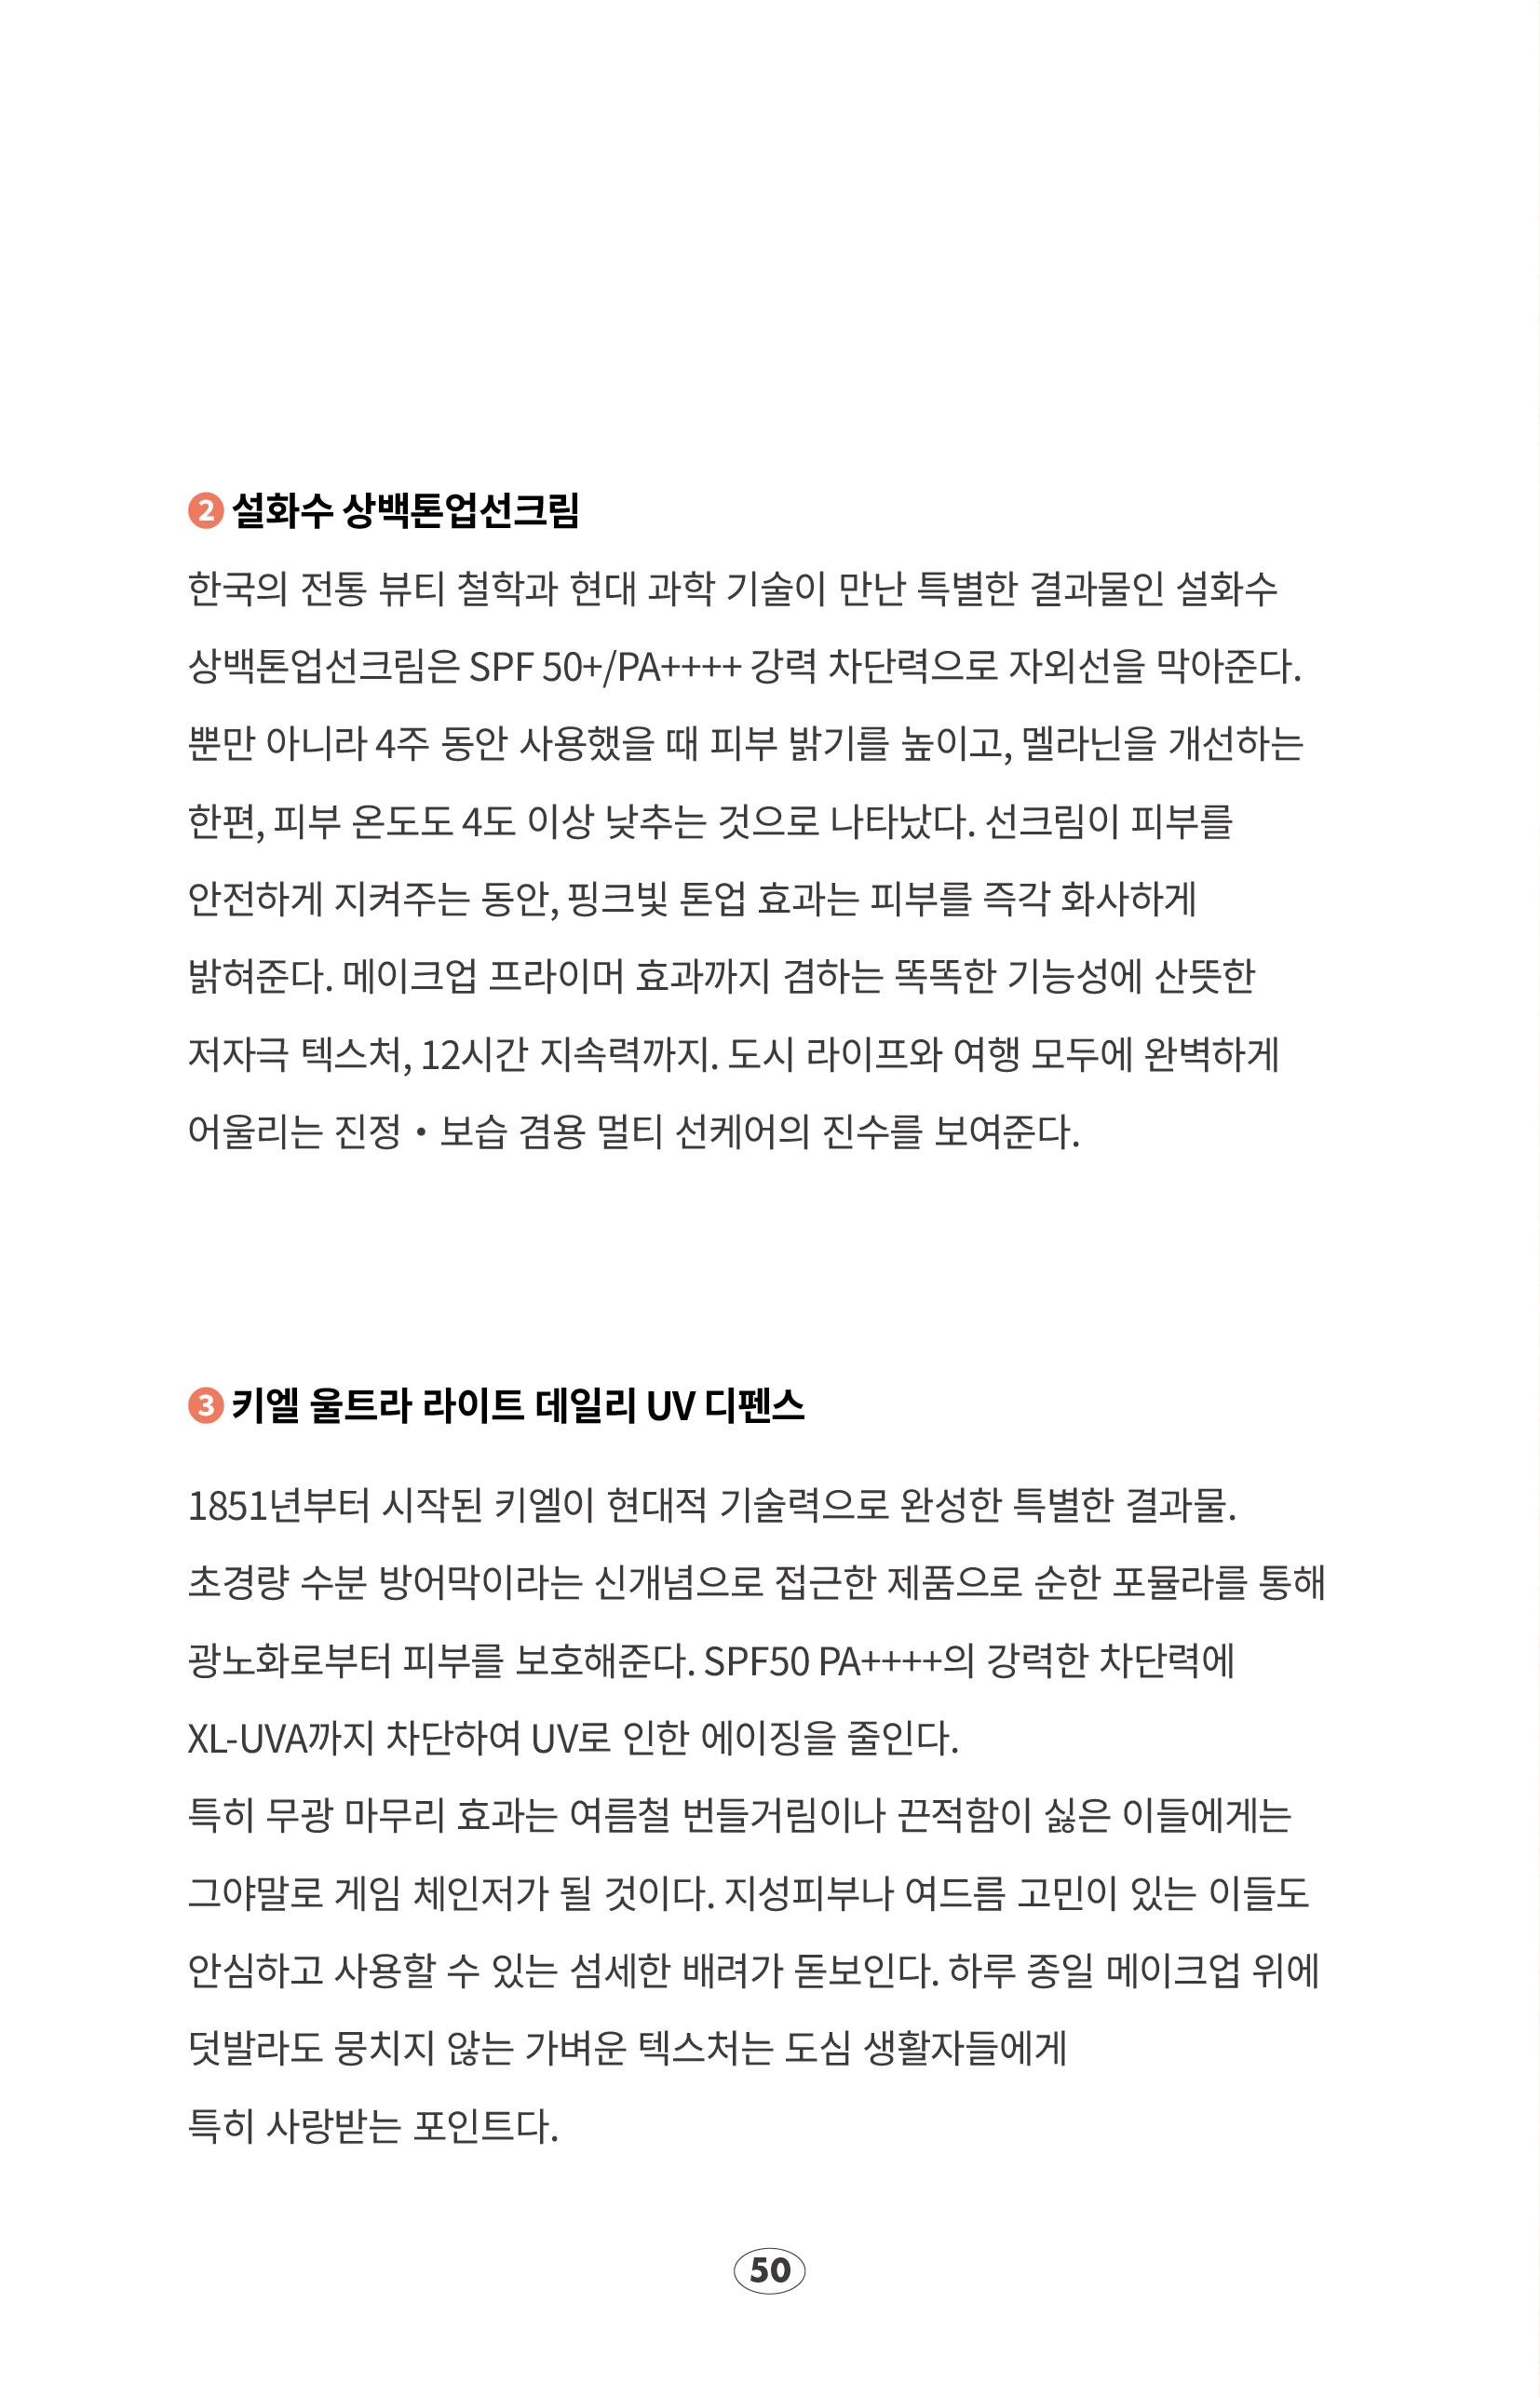 ❷ 설화수 상백톤업선크림
한국의 전통 뷰티 철학과 현대 과학 기술이 만난 특별한 결과물인 설화수
상백톤업선크림은 SPF 50+/PA++++ 강력 차단력으로 자외선을 막아준다.
뿐만 아니라 4주 동안 사용했을 때 피부 밝기를 높이고, 멜라닌을 개선하는
한편, 피부 온도도 4도 이상 낮추는 것으로 나타났다. 선크림이 피부를
안전하게 지켜주는 동안, 핑크빛 톤업 효과는 피부를 즉각 화사하게
밝혀준다. 메이크업 프라이머 효과까지 겸하는 똑똑한 기능성에 산뜻한
저자극 텍스처, 12시간 지속력까지. 도시 라이프와 여행 모두에 완벽하게
어울리는 진정・보습 겸용 멀티 선케어의 진수를 보여준다.
❸ 키엘 울트라 라이트 데일리 UV 디펜스
1851년부터 시작된 키엘이 현대적 기술력으로 완성한 특별한 결과물.
초경량 수분 방어막이라는 신개념으로 접근한 제품으로 순한 포뮬라를 통해
광노화로부터 피부를 보호해준다. SPF50 PA++++의 강력한 차단력에
XL-UVA까지 차단하여 UV로 인한 에이징을 줄인다.
특히 무광 마무리 효과는 여름철 번들거림이나 끈적함이 싫은 이들에게는
그야말로 게임 체인저가 될 것이다. 지성피부나 여드름 고민이 있는 이들도
안심하고 사용할 수 있는 섬세한 배려가 돋보인다. 하루 종일 메이크업 위에
덧발라도 뭉치지 않는 가벼운 텍스처는 도심 생활자들에게
특히 사랑받는 포인트다.
50